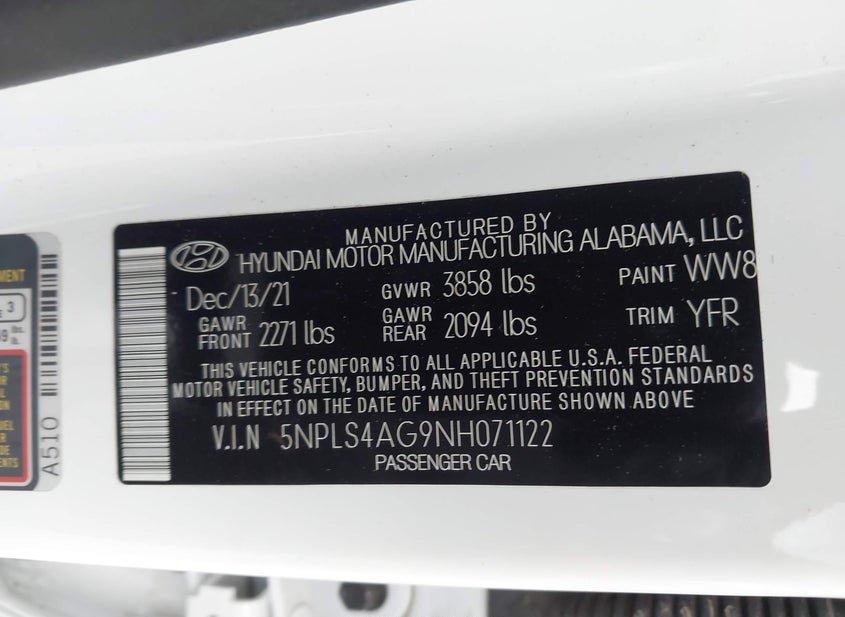 MANUFACTURED BY
HYUNDAI MOTOR MANUFACTURING ALABAMA, LLC
Dec/13/21 GVWR 3858 lbs PAINT WW8
GAWR FRONT 2271 lbs GAWR REAR 2094 lbs TRIM YFR
THIS VEHICLE CONFORMS TO ALL APPLICABLE U.S.A. FEDERAL
MOTOR VEHICLE SAFETY, BUMPER, AND THEFT PREVENTION STANDARDS
IN EFFECT ON THE DATE OF MANUFACTURE SHOWN ABOVE
V.I.N 5NPLS4AG9NH071122
PASSENGER CAR
A510
3